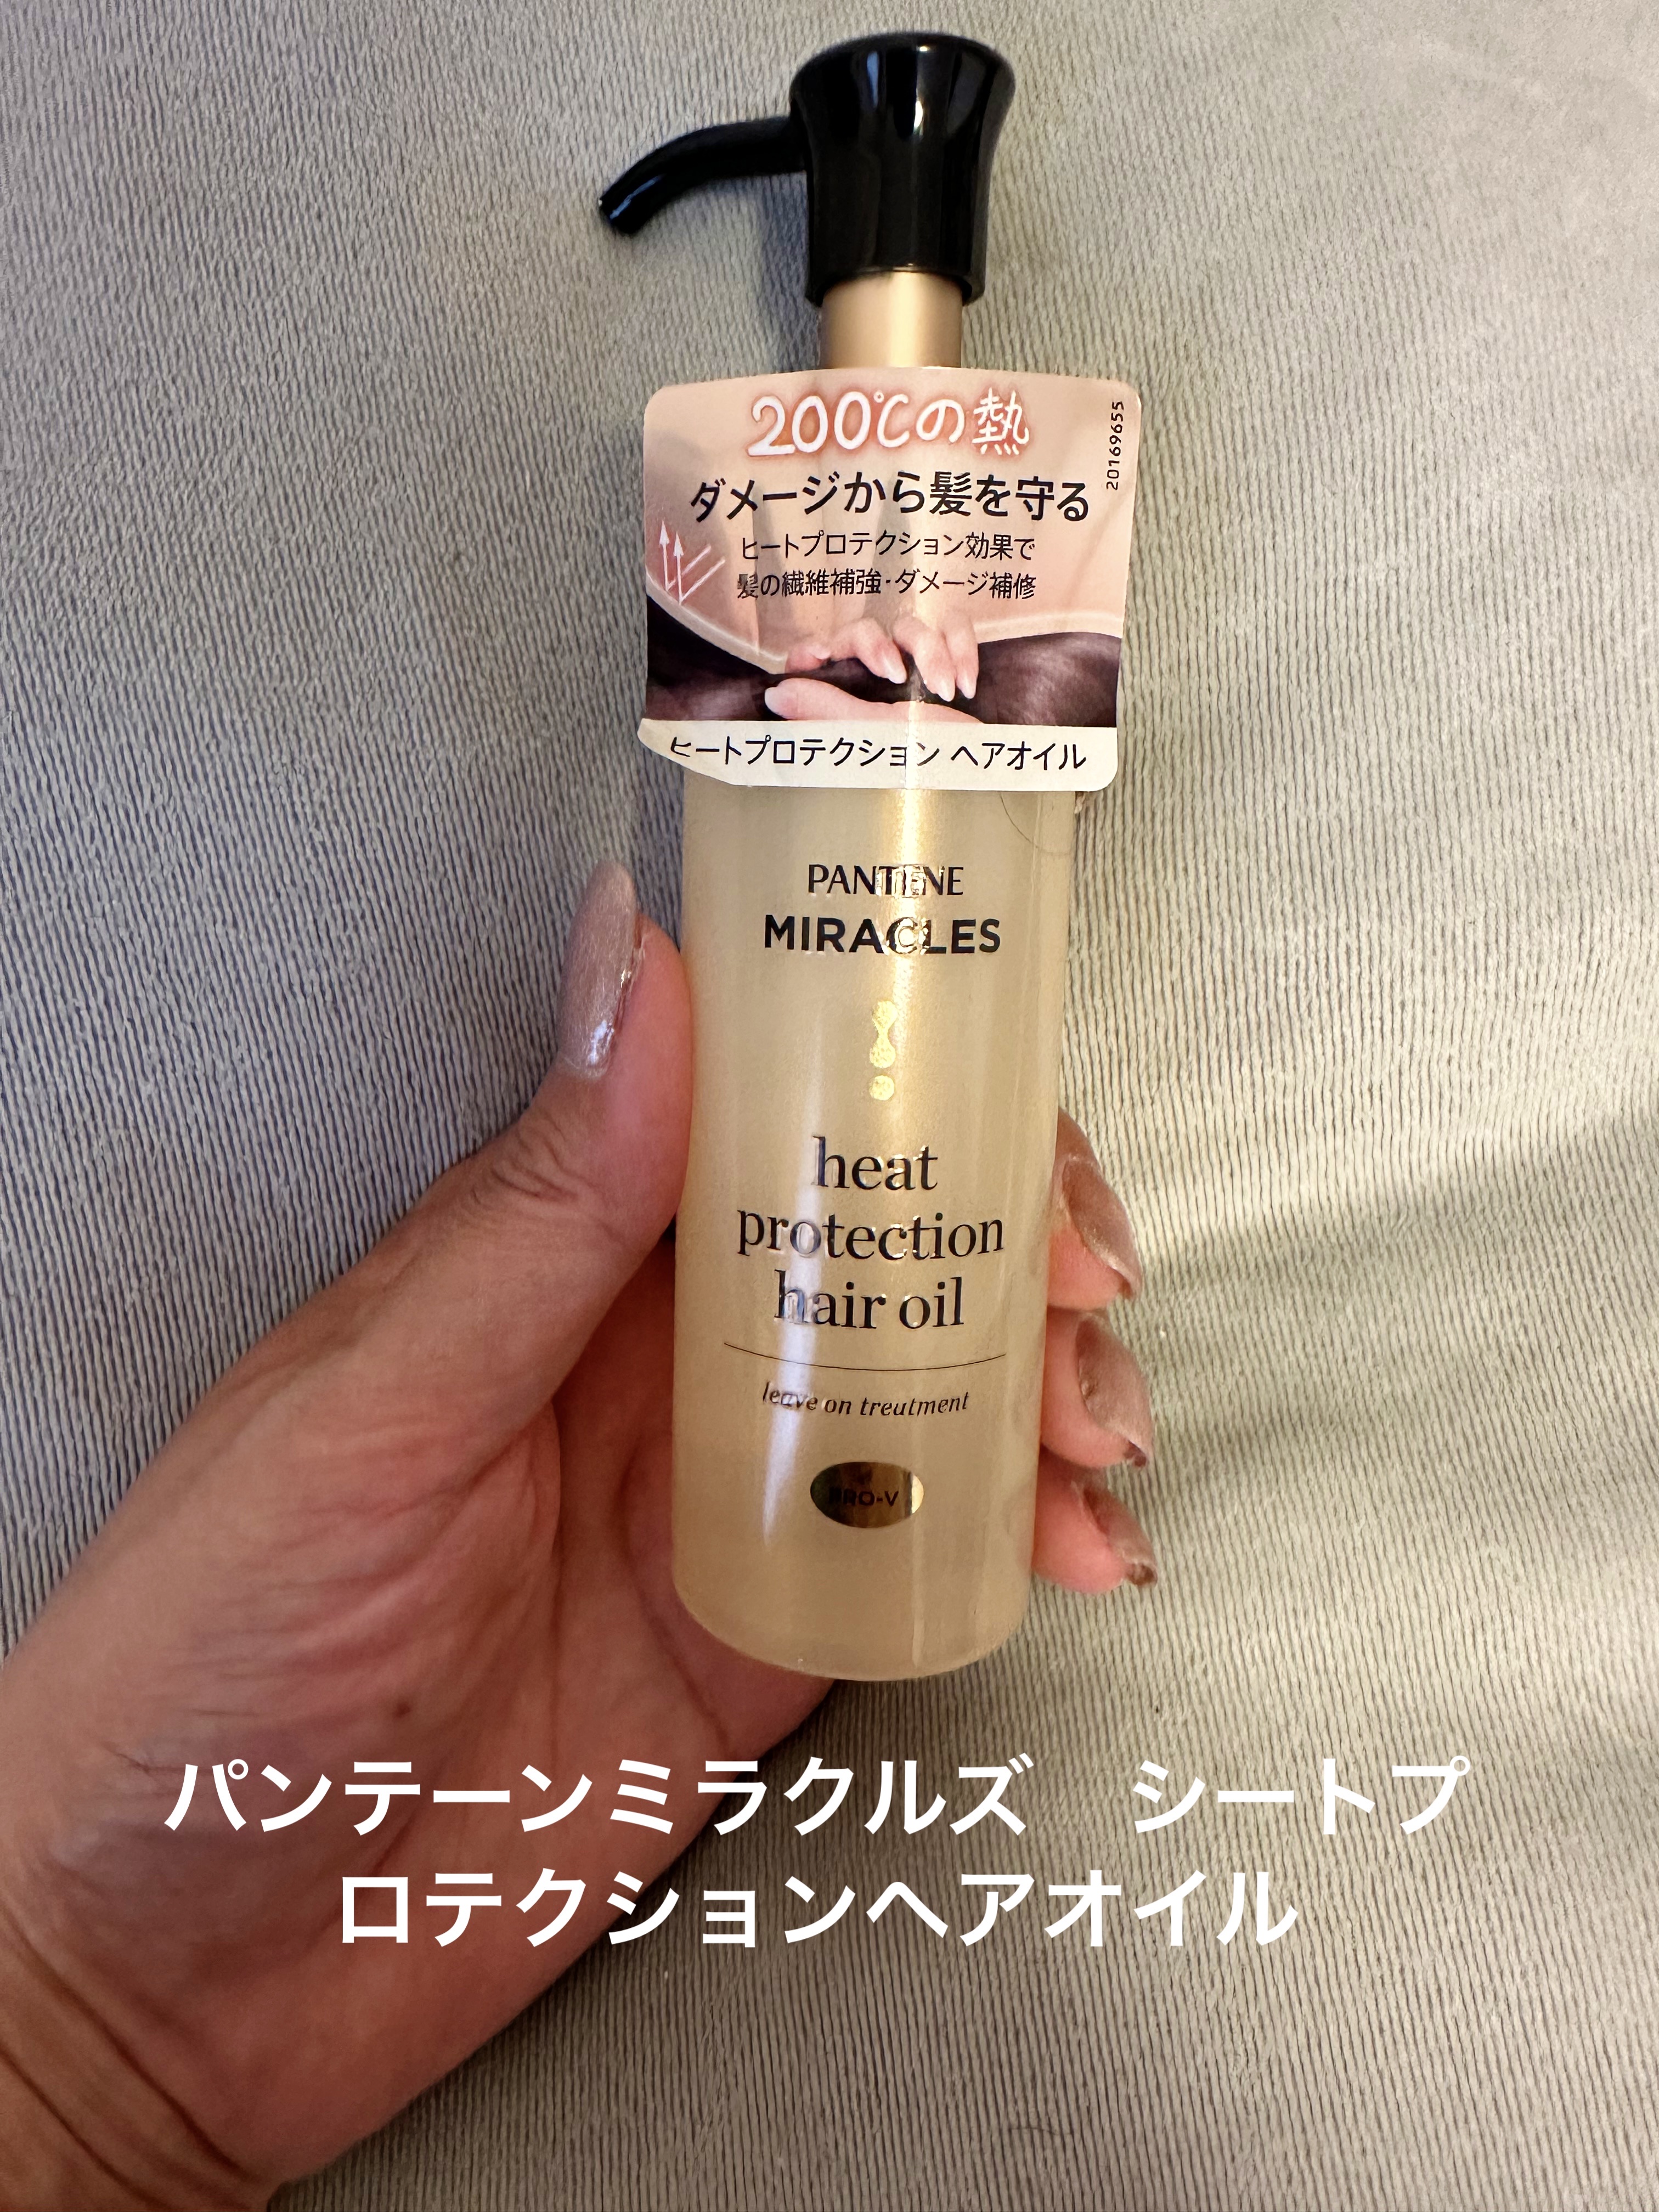 200℃の熱
20169655
ダメージから髪を守る
ヒートプロテクション効果で
髪の繊維補強・ダメージ補修
ヒートプロテクション ヘアオイル
PANTENE
MIRACLES
heat
protection
hair oil
leave on treatment
PRO-V
パンテーンミラクルズ　シートプ
ロテクションヘアオイル